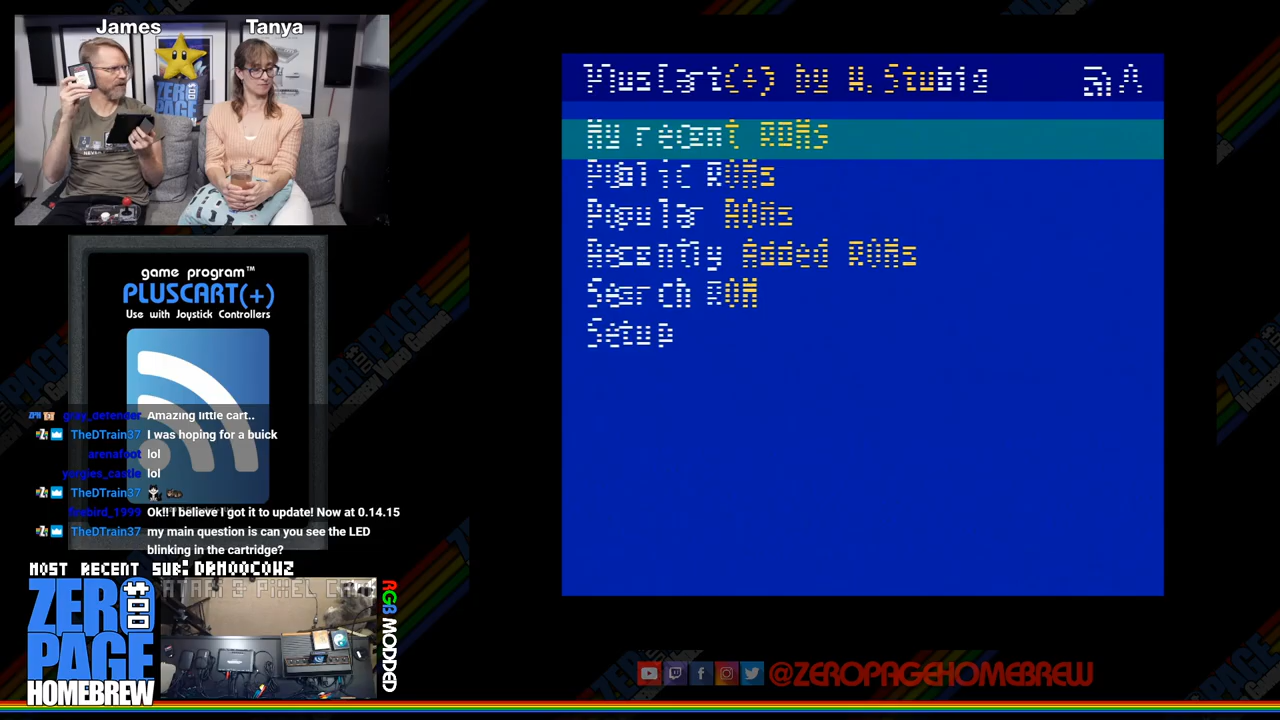 James
Tanya
PlusCart(+) by W. Stubig
My recent ROMs
Public ROMs
Popular ROMs
Recently Added ROMs
Search ROM
Setup
game program™
PLUSCART(+)
Use with Joystick Controllers
gray_defender Amazing little cart..
TheDTrain37 I was hoping for a buick
arenafoot lol
yorgies_castle lol
TheDTrain37
firebird_1999 Ok!! I believe I got it to update! Now at 0.14.15
TheDTrain37 my main question is can you see the LED
blinking in the cartridge?
MOST RECENT SUB: DRMOOCOWZ
ZERO
PAGE
HOMEBREW
RGB MODDED
@ZEROPAGEHOMEBREW